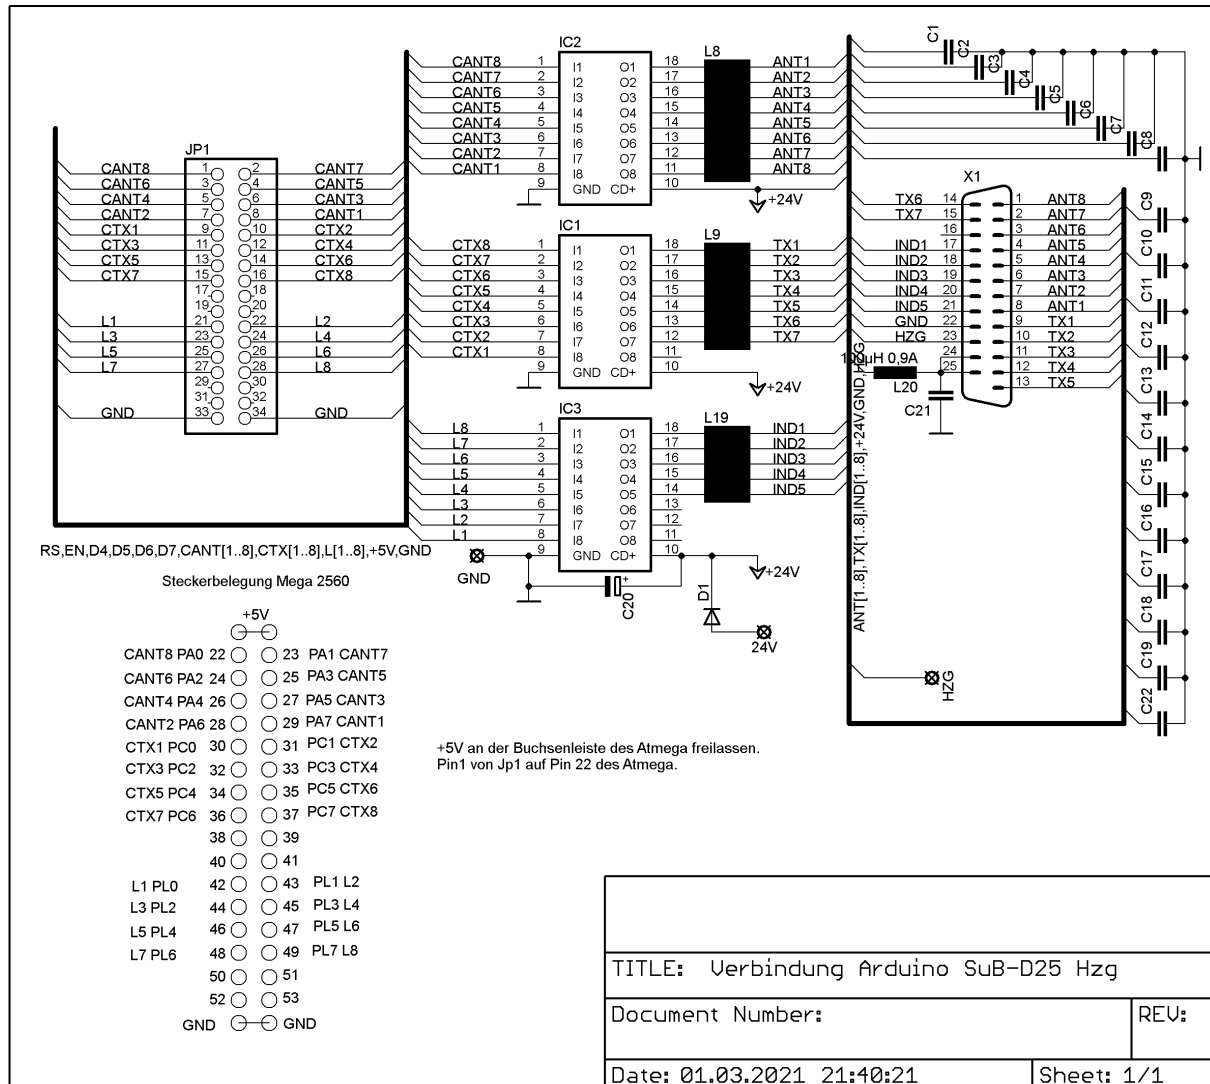 IC2
CANT8 1 I1 O1 18 L8 ANT1
CANT7 2 I2 O2 17 ANT2
CANT6 3 I3 O3 16 ANT3
CANT5 4 I4 O4 15 ANT4
CANT4 5 I5 O5 14 ANT5
CANT3 6 I6 O6 13 ANT6
CANT2 7 I7 O7 12 ANT7
CANT1 8 I8 O8 11 ANT8
9 GND CD+ 10
+24V
JP1
CANT8 1 2 CANT7
CANT6 3 4 CANT5
CANT4 5 6 CANT3
CANT2 7 8 CANT1
CTX1 9 10 CTX2
CTX3 11 12 CTX4
CTX5 13 14 CTX6
CTX7 15 16 CTX8
17 18
19 20
L1 21 22 L2
L3 23 24 L4
L5 25 26 L6
L7 27 28 L8
29 30
31 32
GND 33 34 GND
IC1
CTX8 1 I1 O1 18 L9 TX1
CTX7 2 I2 O2 17 TX2
CTX6 3 I3 O3 16 TX3
CTX5 4 I4 O4 15 TX4
CTX4 5 I5 O5 14 TX5
CTX3 6 I6 O6 13 TX6
CTX2 7 I7 O7 12 TX7
CTX1 8 I8 O8 11
9 GND CD+ 10
+24V
IC3
L8 1 I1 O1 18 L19 IND1
L7 2 I2 O2 17 IND2
L6 3 I3 O3 16 IND3
L5 4 I4 O4 15 IND4
L4 5 I5 O5 14 IND5
L3 6 I6 O6 13
L2 7 I7 O7 12
L1 8 I8 O8 11
9 GND CD+ 10
GND
+24V
C20
+
D1
24V
C1
C2
C3
C4
C5
C6
C7
C8
X1
TX6 14 1 ANT8
TX7 15 2 ANT7
16 3 ANT6
IND1 17 4 ANT5
IND2 18 5 ANT4
IND3 19 6 ANT3
IND4 20 7 ANT2
IND5 21 8 ANT1
GND 22 9 TX1
HZG 23 10 TX2
24 11 TX3
25 12 TX4
13 TX5
100µH 0,9A
L20
C21
ANT[1..8],TX[1..8],IND[1..8],+24V,GND,HZG
HZG
C9
C10
C11
C12
C13
C14
C15
C16
C17
C18
C19
C22
RS,EN,D4,D5,D6,D7,CANT[1..8],CTX[1..8],L[1..8],+5V,GND
Steckerbelegung Mega 2560
+5V
CANT8 PA0 22 23 PA1 CANT7
CANT6 PA2 24 25 PA3 CANT5
CANT4 PA4 26 27 PA5 CANT3
CANT2 PA6 28 29 PA7 CANT1
CTX1 PC0 30 31 PC1 CTX2
CTX3 PC2 32 33 PC3 CTX4
CTX5 PC4 34 35 PC5 CTX6
CTX7 PC6 36 37 PC7 CTX8
38 39
40 41
L1 PL0 42 43 PL1 L2
L3 PL2 44 45 PL3 L4
L5 PL4 46 47 PL5 L6
L7 PL6 48 49 PL7 L8
50 51
52 53
GND GND
+5V an der Buchsenleiste des Atmega freilassen.
Pin1 von Jp1 auf Pin 22 des Atmega.
TITLE: Verbindung Arduino SuB-D25 Hzg
Document Number:
REV:
Date: 01.03.2021 21:40:21
Sheet: 1/1